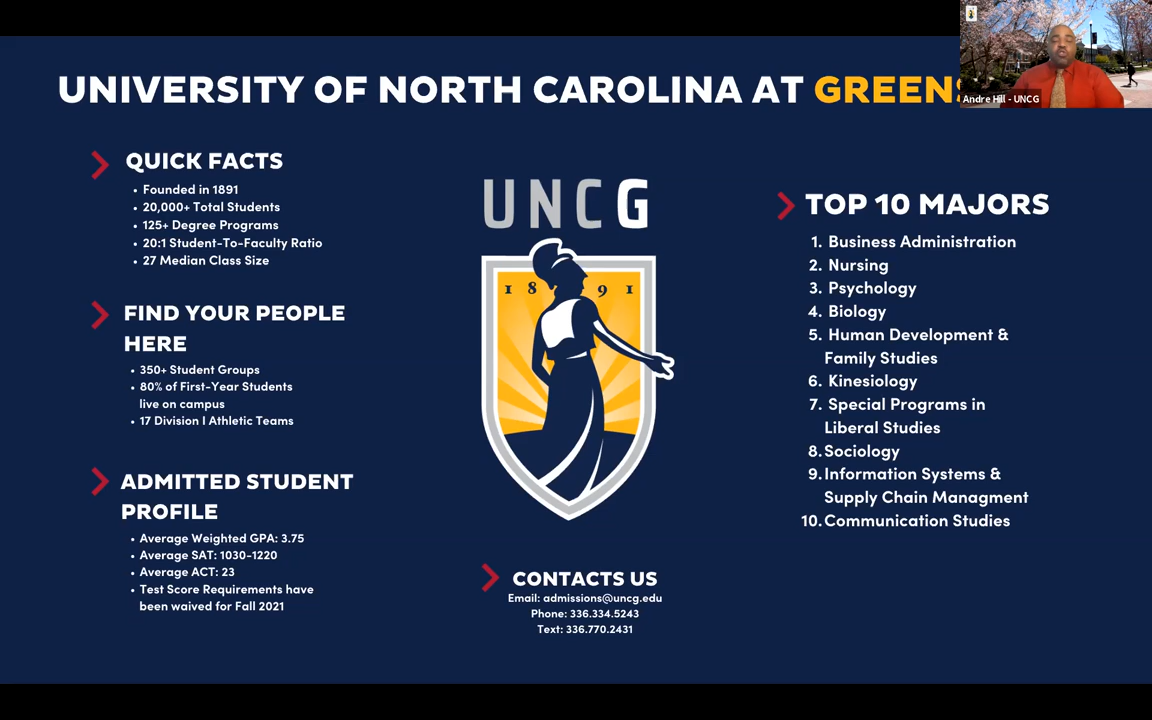 UNIVERSITY OF NORTH CAROLINA AT GREENS
Andre Hill - UNCG
QUICK FACTS
• Founded in 1891
• 20,000+ Total Students
• 125+ Degree Programs
• 20:1 Student-To-Faculty Ratio
• 27 Median Class Size
FIND YOUR PEOPLE
HERE
• 350+ Student Groups
• 80% of First-Year Students
live on campus
• 17 Division I Athletic Teams
ADMITTED STUDENT
PROFILE
• Average Weighted GPA: 3.75
• Average SAT: 1030-1220
• Average ACT: 23
• Test Score Requirements have
been waived for Fall 2021
UNCG
1891
CONTACTS US
Email: admissions@uncg.edu
Phone: 336.334.5243
Text: 336.770.2431
TOP 10 MAJORS
1. Business Administration
2. Nursing
3. Psychology
4. Biology
5. Human Development &
Family Studies
6. Kinesiology
7. Special Programs in
Liberal Studies
8. Sociology
9. Information Systems &
Supply Chain Managment
10. Communication Studies